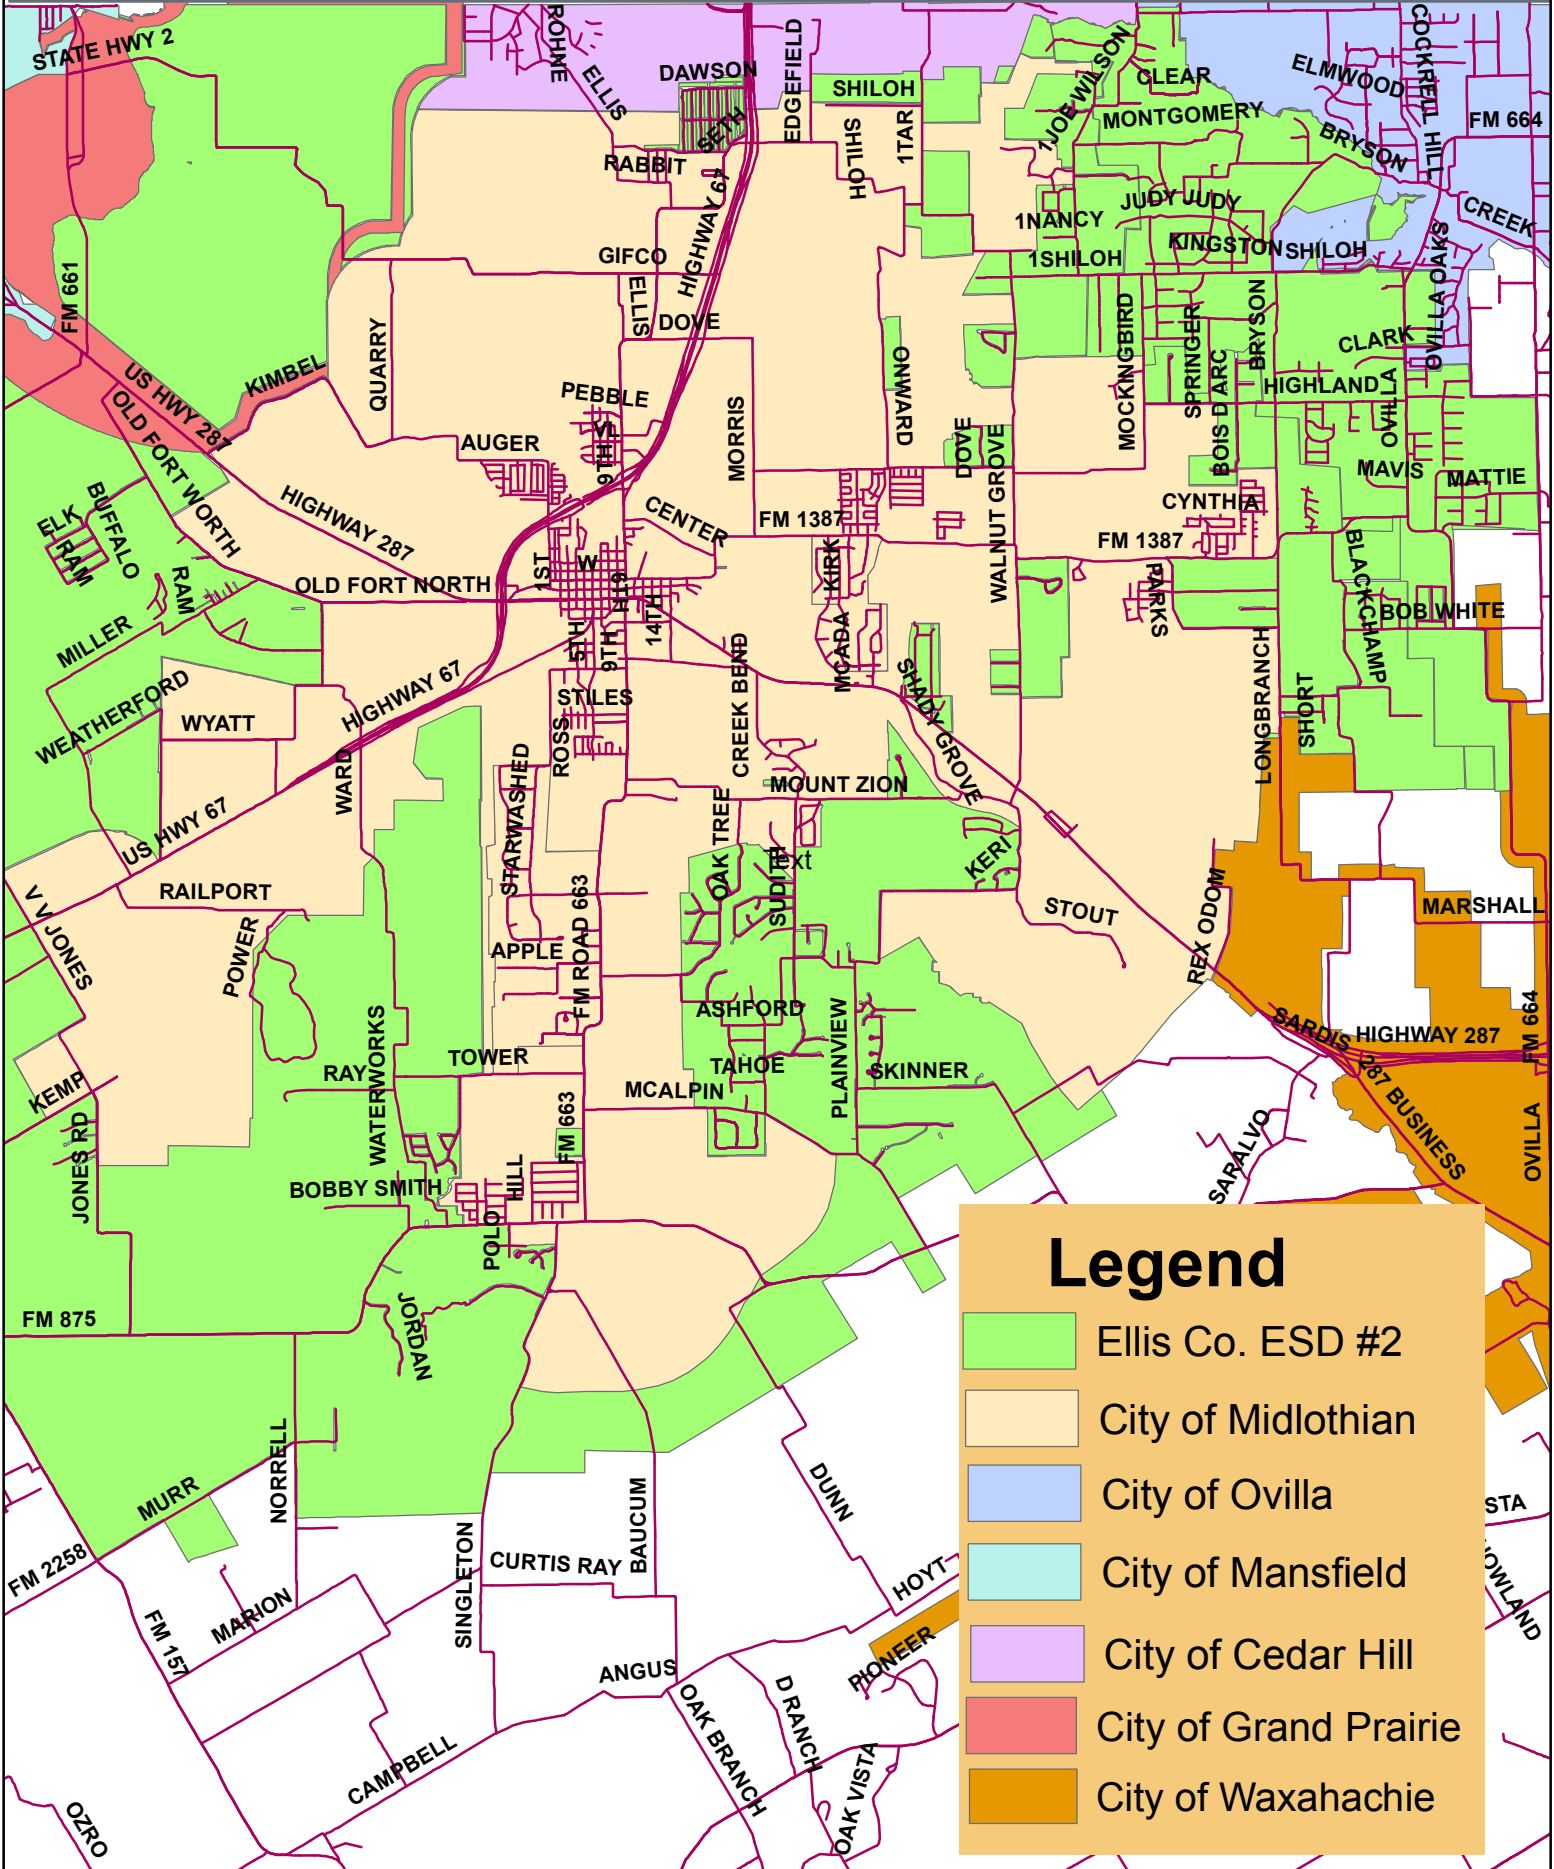 STATE HWY 2
ROHNE
ELLIS
DAWSON
EDGEFIELD
SHILOH
SETH
RABBIT
SHILOH
1TAR
1JOE WILSON
CLEAR
MONTGOMERY
ELMWOOD
COCKRELL HILL
FM 664
BRYSON
CREEK
JUDY JUDY
1NANCY
KINGSTON
SHILOH
1SHILOH
OVILLA OAKS
GIFCO
HIGHWAY 67
FM 661
ELLIS
DOVE
QUARRY
KIMBEL
US HWY 287
OLD FORT WORTH
PEBBLE
VL
9TH
AUGER
MORRIS
ONWARD
DOVE
WALNUT GROVE
MOCKINGBIRD
SPRINGER
BOIS D ARC
BRYSON
CLARK
HIGHLAND
OVILLA
MAVIS
MATTIE
CYNTHIA
BUFFALO
ELK
RAM
RAM
HIGHWAY 287
CENTER
FM 1387
FM 1387
1ST
W
9TH
OLD FORT NORTH
KIRK
PARKS
BLACKCHAMP
BOB WHITE
MILLER
5TH
9TH
14TH
MCADA
WEATHERFORD
WYATT
HIGHWAY 67
STILES
ROSS
CREEK BEND
SHADY GROVE
LONGBRANCH
SHORT
WARD
US HWY 67
STARWASHED
MOUNT ZION
OAK TREE
Text
SUDITH
KERI
V V JONES
RAILPORT
POWER
FM ROAD 663
APPLE
STOUT
REX ODOM
MARSHALL
ASHFORD
PLAINVIEW
SARDIS
HIGHWAY 287
FM 664
WATERWORKS
RAY
TOWER
TAHOE
SKINNER
MCALPIN
287 BUSINESS
KEMP
JONES RD
FM 663
SARALVO
OVILLA
BOBBY SMITH
HILL
POLO
FM 875
JORDAN
Legend
Ellis Co. ESD #2
City of Midlothian
City of Ovilla
City of Mansfield
City of Cedar Hill
City of Grand Prairie
City of Waxahachie
NORRELL
MURR
FM 2258
DUNN
BAUCUM
SINGLETON
CURTIS RAY
HOYT
STA
MARION
FM 157
ANGUS
PIONEER
OAK BRANCH
D RANCH
OAK VISTA
CAMPBELL
OZRO